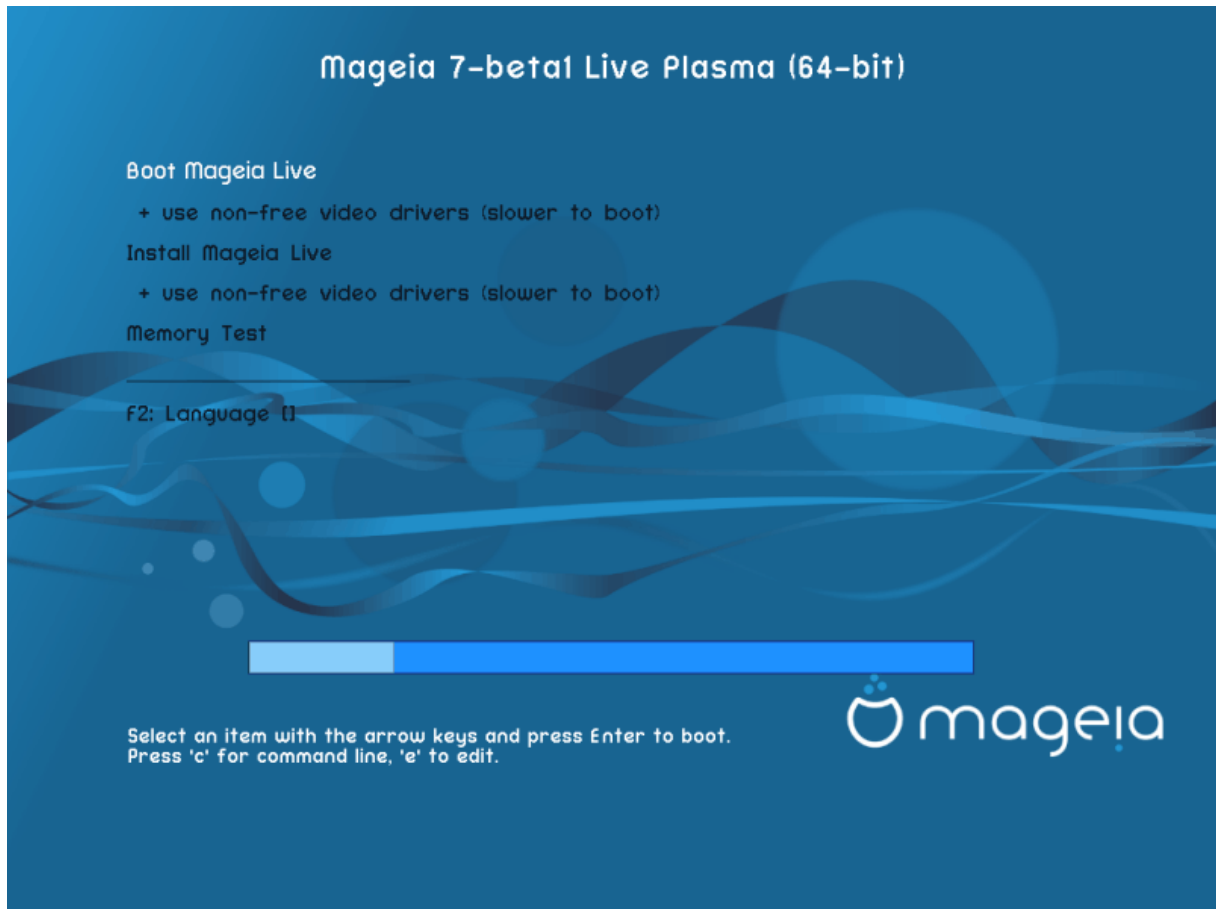 Mageia 7-beta1 Live Plasma (64-bit)
Boot Mageia Live
+ use non-free video drivers (slower to boot)
Install Mageia Live
+ use non-free video drivers (slower to boot)
Memory Test
F2: Language []
Select an item with the arrow keys and press Enter to boot.
Press 'c' for command line, 'e' to edit.
mageia